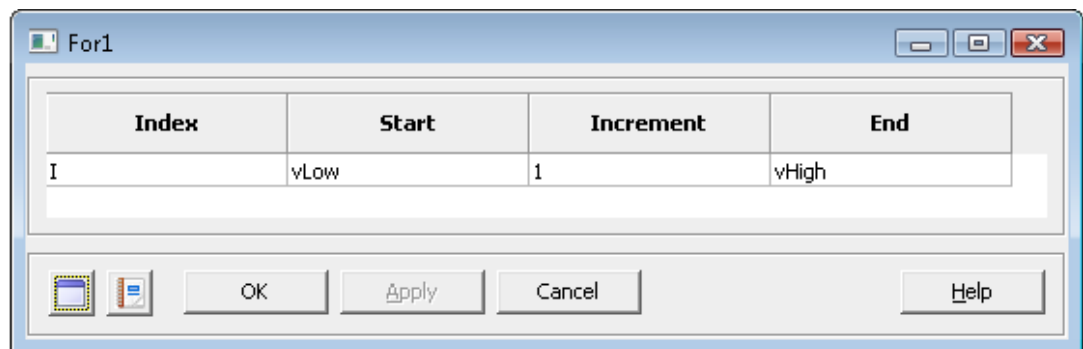 For1
Index Start Increment End
I vLow 1 vHigh
OK Apply Cancel Help